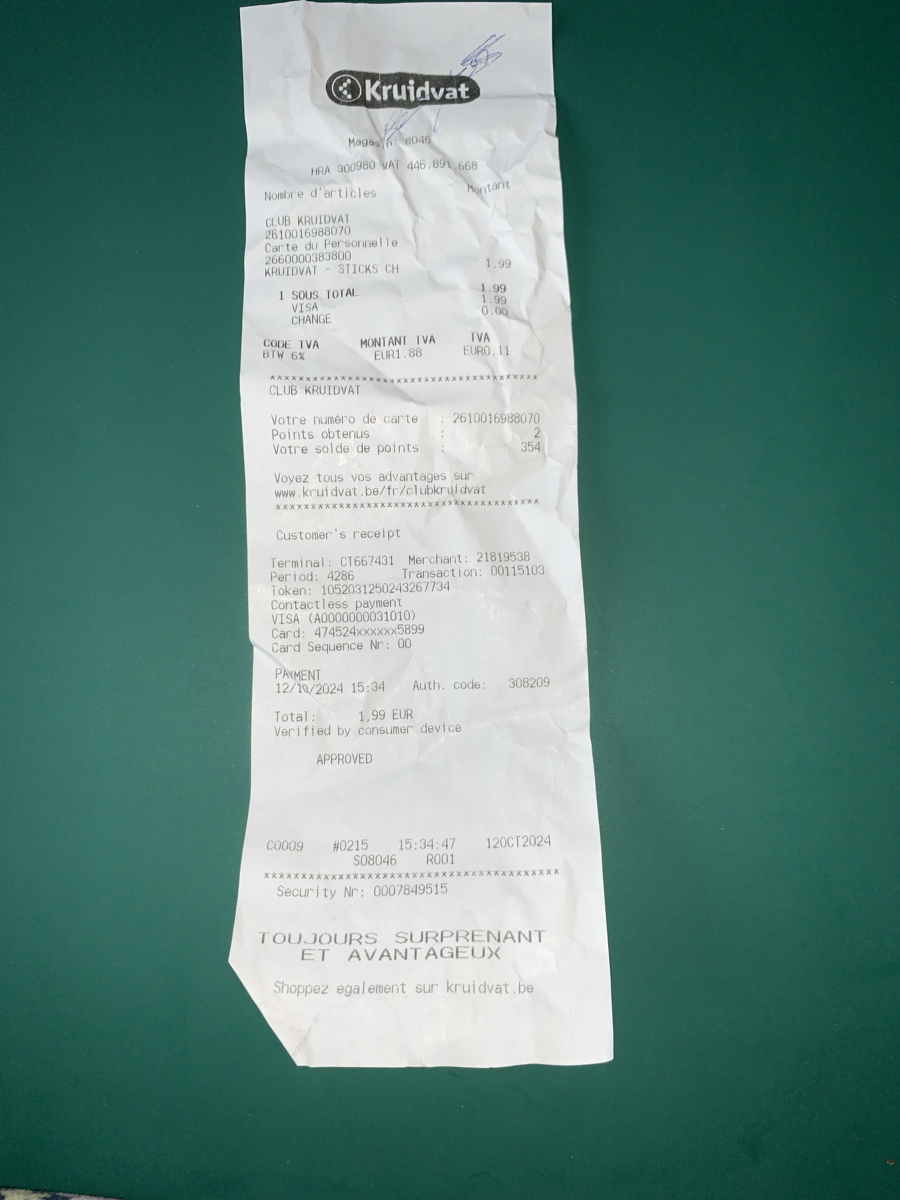 Kruidvat
Magasin: 8046
HRA 300980 VAT 446.891.668
Nombre d'articles Montant
CLUB KRUIDVAT
2610016988070
Carte du Personnelle
2660000383800
KRUIDVAT - STICKS CH 1.99
1 SOUS TOTAL 1.99
VISA 1.99
CHANGE 0.00
CODE TVA MONTANT TVA TVA
BTW 6% EUR1.88 EUR0.11
***************************************
CLUB KRUIDVAT
Votre numéro de carte : 2610016988070
Points obtenus : 2
Votre solde de points : 354
Voyez tous vos advantages sur
www.kruidvat.be/fr/clubkruidvat
***************************************
Customer's receipt
Terminal: CT667431 Merchant: 21819538
Period: 4286 Transaction: 00115103
Token: 1052031250243267734
Contactless payment
VISA (A0000000031010)
Card: 474524xxxxxx5899
Card Sequence Nr: 00
PAYMENT
12/10/2024 15:34 Auth. code: 308209
Total: 1,99 EUR
Verified by consumer device
APPROVED
C0009 #0215 15:34:47 12OCT2024
S08046 R001
***************************************
Security Nr: 0007849515
TOUJOURS SURPRENANT
ET AVANTAGEUX
Shoppez egalement sur kruidvat.be